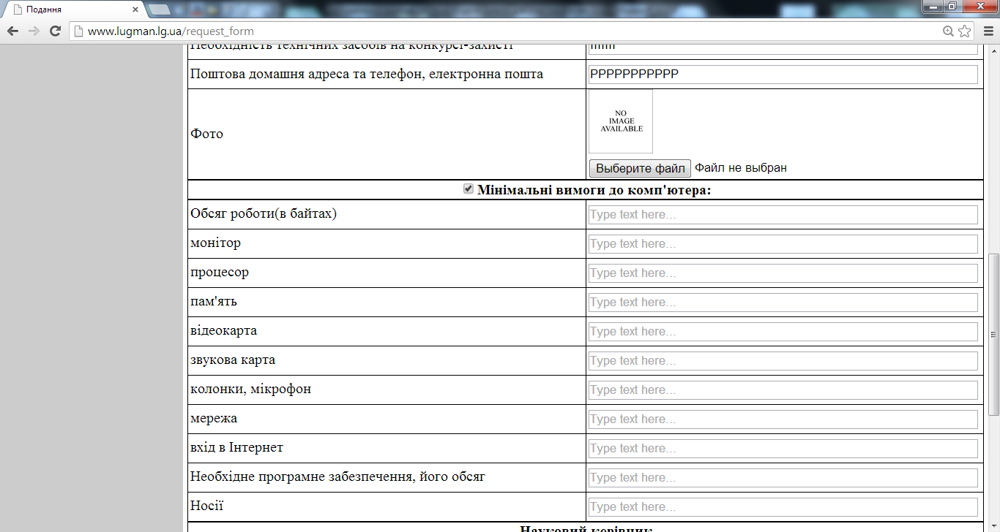 Подання
www.lugman.lg.ua/request_form
Необхідність технічних засобів на конкурсі-захисті
Поштова домашня адреса та телефон, електронна пошта PPPPPPPPPPP
Фото
NO
IMAGE
AVAILABLE
Выберите файл Файл не выбран
Мінімальні вимоги до комп'ютера:
Обсяг роботи(в байтах) Type text here...
монітор Type text here...
процесор Type text here...
пам'ять Type text here...
відеокарта Type text here...
звукова карта Type text here...
колонки, мікрофон Type text here...
мережа Type text here...
вхід в Інтернет Type text here...
Необхідне програмне забезпечення, його обсяг Type text here...
Носії Type text here...
Науковий керівник